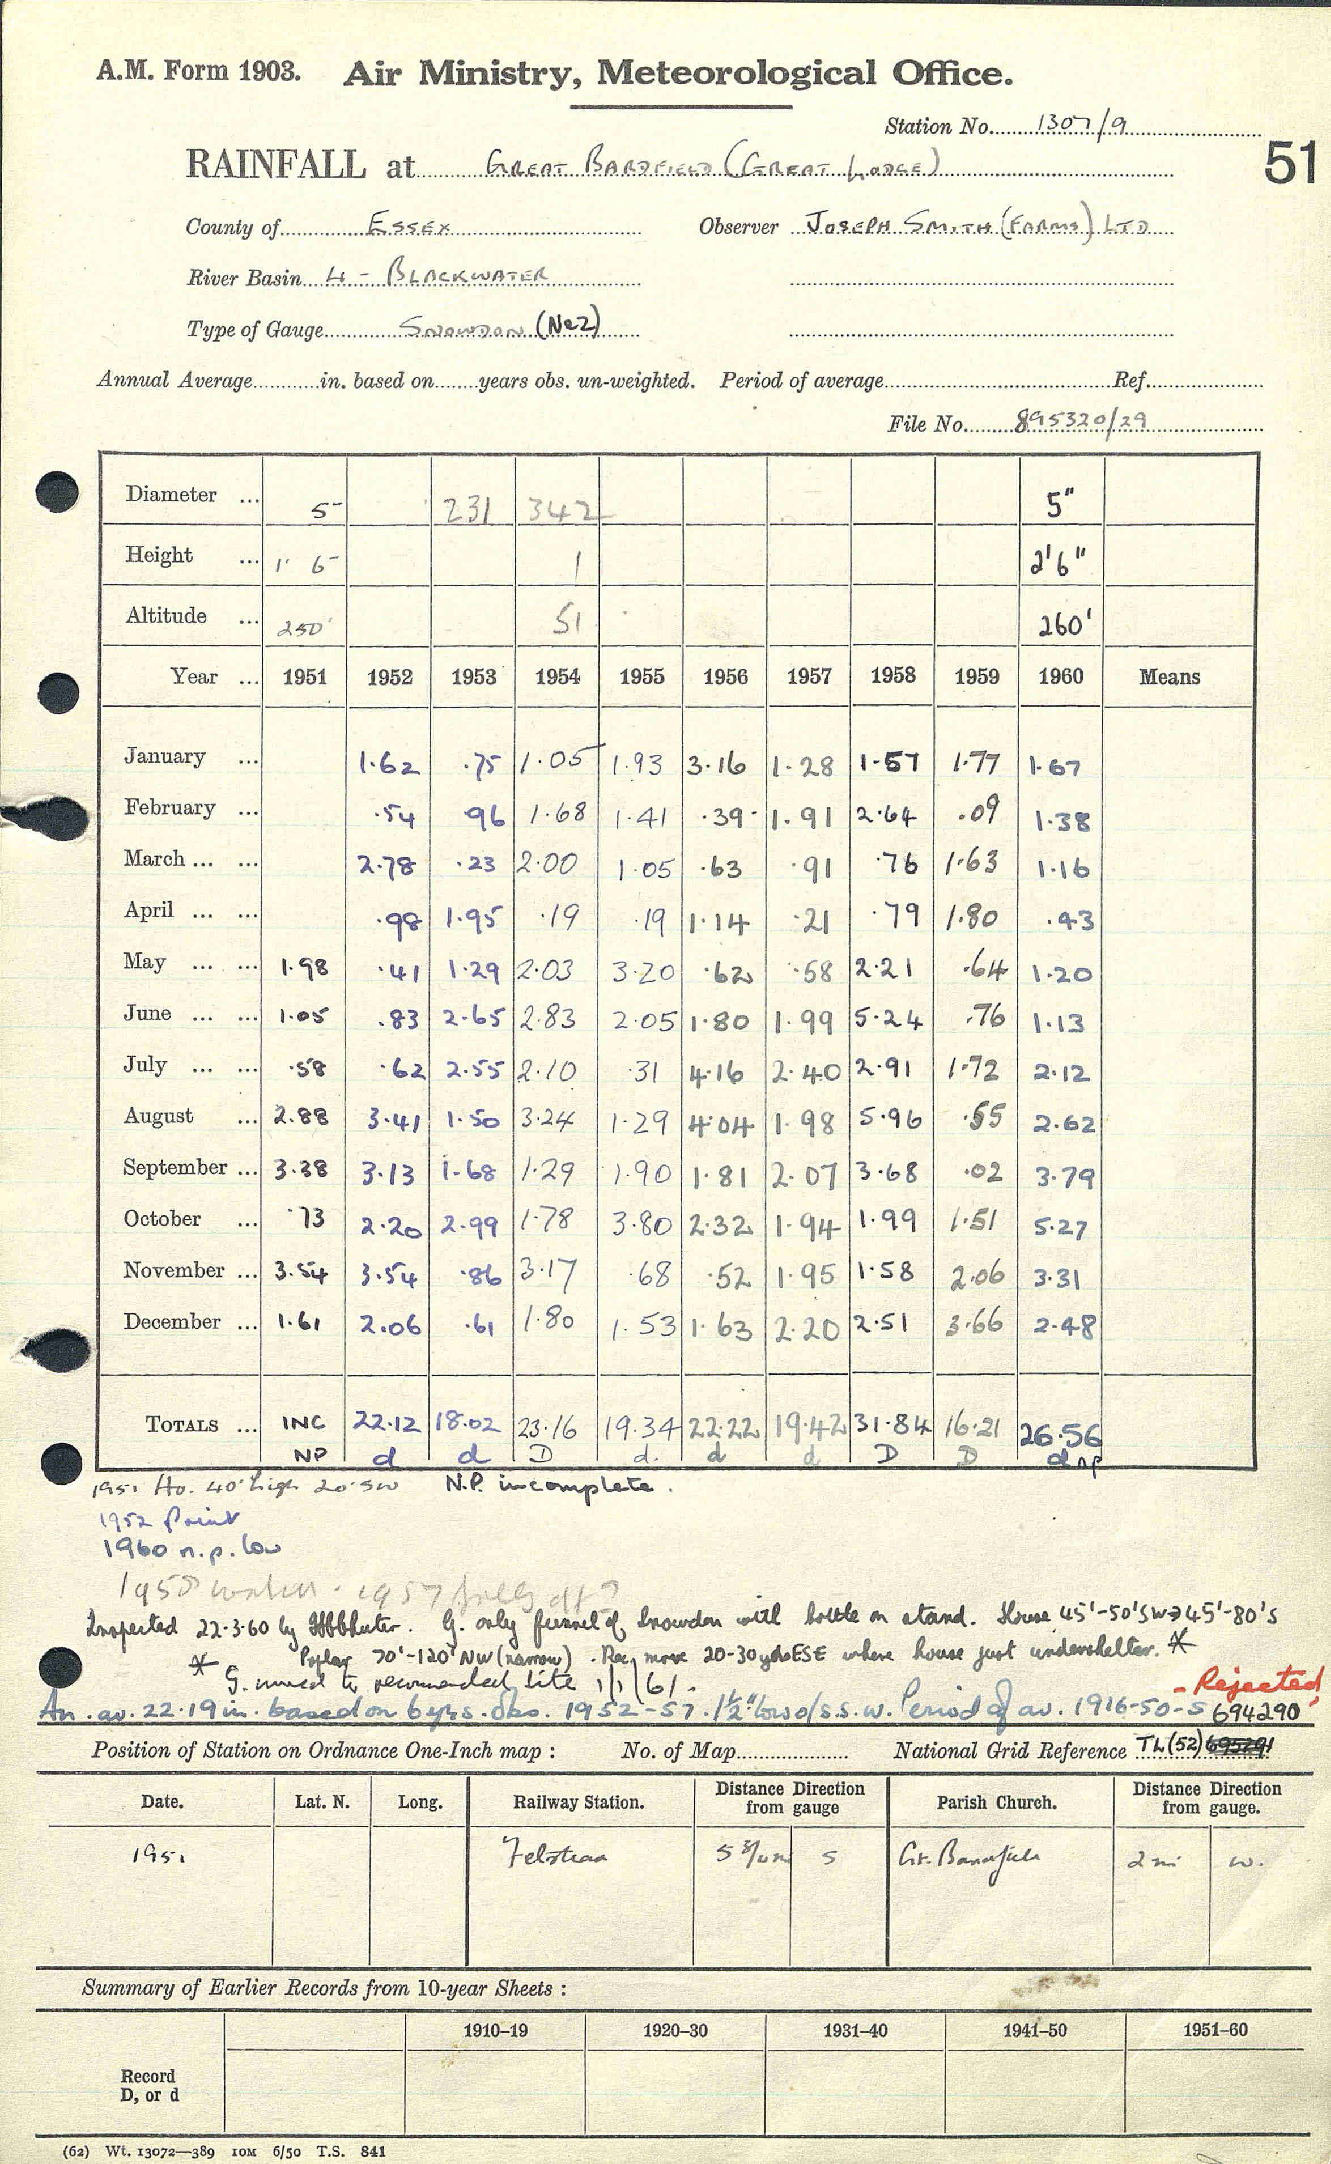 A.M. Form 1903. Air Ministry, Meteorological Office.
Station No. 1307/9
51
RAINFALL at GREAT BARDFIELD (GREAT LODGE)
County of ESSEX Observer JOSEPH SMITH (FARMS) LTD
River Basin 4 - BLACKWATER
Type of Gauge SNOWDON (No2)
Annual Average in. based on years obs. un-weighted. Period of average Ref.
File No. 895320/29
Diameter ... 5 231 342 5"
Height ... 1' 6 1 2'6"
Altitude ... 250' 51 260'
Year ... 1951 1952 1953 1954 1955 1956 1957 1958 1959 1960 Means
January ... 1.62 .75 1.05 1.93 3.16 1.28 1.57 1.77 1.67
February ... .54 .96 1.68 1.41 .39 1.91 2.64 .09 1.38
March ... ... 2.78 .23 2.00 1.05 .63 .91 .76 1.63 1.16
April ... ... .98 1.95 .19 .19 1.14 .21 .79 1.80 .43
May ... ... 1.98 .41 1.29 2.03 3.20 .62 .58 2.21 .64 1.20
June ... ... 1.05 .83 2.65 2.83 2.05 1.80 1.99 5.24 .76 1.13
July ... ... .58 .62 2.55 2.10 .31 4.16 2.40 2.91 1.72 2.12
August ... 2.88 3.41 1.50 3.24 1.29 4.04 1.98 5.96 .55 2.62
September ... 3.38 3.13 1.68 1.29 1.90 1.81 2.07 3.68 .02 3.79
October ... .73 2.20 2.99 1.78 3.80 2.32 1.94 1.99 1.51 5.27
November ... 3.54 3.54 .86 3.17 .68 .52 1.95 1.58 2.06 3.31
December ... 1.61 2.06 .61 1.80 1.53 1.63 2.20 2.51 3.66 2.48
TOTALS ... INC 22.12 18.02 23.16 19.34 22.22 19.42 31.84 16.21 26.56
NP d d D d. d d D D d np
1951 Ho. 40' high 20' SW N.P. incomplete.
1952 Print
1960 n.p. low
1958 1957
Inspected 22-3-60 by G. only funnel of Snowdon with bottle on stand. House 45'-50'SW → 45'-80'S
* Poplar 70'-120' NW (narrow). Rec. move 20-30 yds ESE where house just undershelter. *
G. moved to recommended site 1/1/61.
- Rejected
An. av. 22.19 in. based on 6 yrs. obs. 1952-57. 1½" low o/s.s.w. Period of av. 1916-50-S 694290
Position of Station on Ordnance One-Inch map : No. of Map National Grid Reference TL(52) 695291
Date. Lat. N. Long. Railway Station. Distance Direction from gauge Parish Church. Distance Direction from gauge.
1951 Felstead 5 3/4 m S Gt. Bardfield 2 mi W.
Summary of Earlier Records from 10-year Sheets :
1910–19 1920–30 1931–40 1941–50 1951–60
Record
D, or d
(62) Wt. 13072—389 10M 6/50 T.S. 841